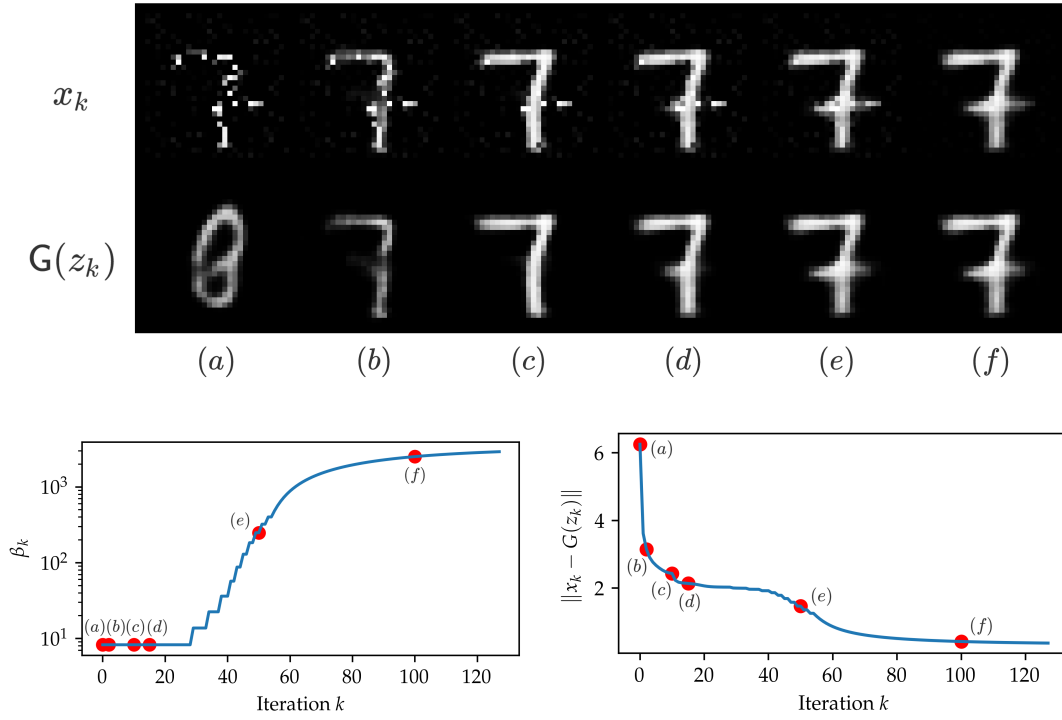 x_k
G(z_k)
(a) (b) (c) (d) (e) (f)
β_k
10^3
10^2
10^1
(a)(b)(c)(d)
(e)
(f)
0 20 40 60 80 100 120
Iteration k
‖x_k − G(z_k)‖
6
4
2
(a)
(b)
(c)
(d)
(e)
(f)
0 20 40 60 80 100 120
Iteration k